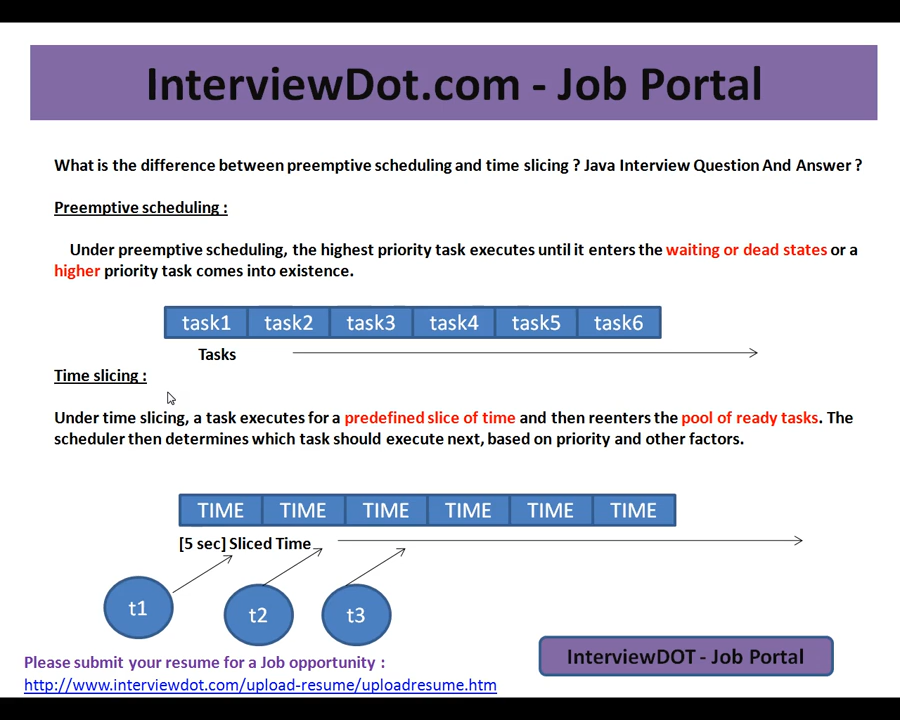 InterviewDot.com - Job Portal
What is the difference between preemptive scheduling and time slicing ? Java Interview Question And Answer ?
Preemptive scheduling :
Under preemptive scheduling, the highest priority task executes until it enters the waiting or dead states or a
higher priority task comes into existence.
task1 task2 task3 task4 task5 task6
Tasks
Time slicing :
Under time slicing, a task executes for a predefined slice of time and then reenters the pool of ready tasks. The
scheduler then determines which task should execute next, based on priority and other factors.
TIME TIME TIME TIME TIME TIME
[5 sec] Sliced Time
t1 t2 t3
Please submit your resume for a Job opportunity :
InterviewDOT - Job Portal
http://www.interviewdot.com/upload-resume/uploadresume.htm